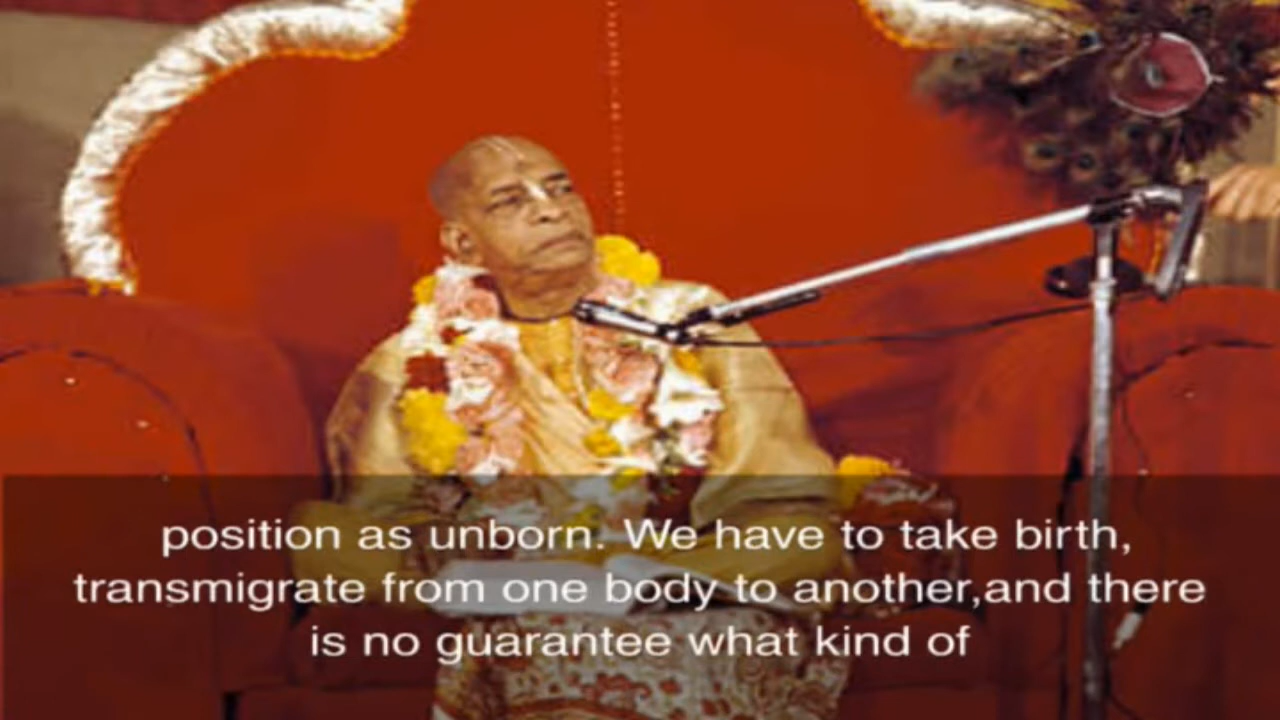 position as unborn. We have to take birth,
transmigrate from one body to another,and there
is no guarantee what kind of